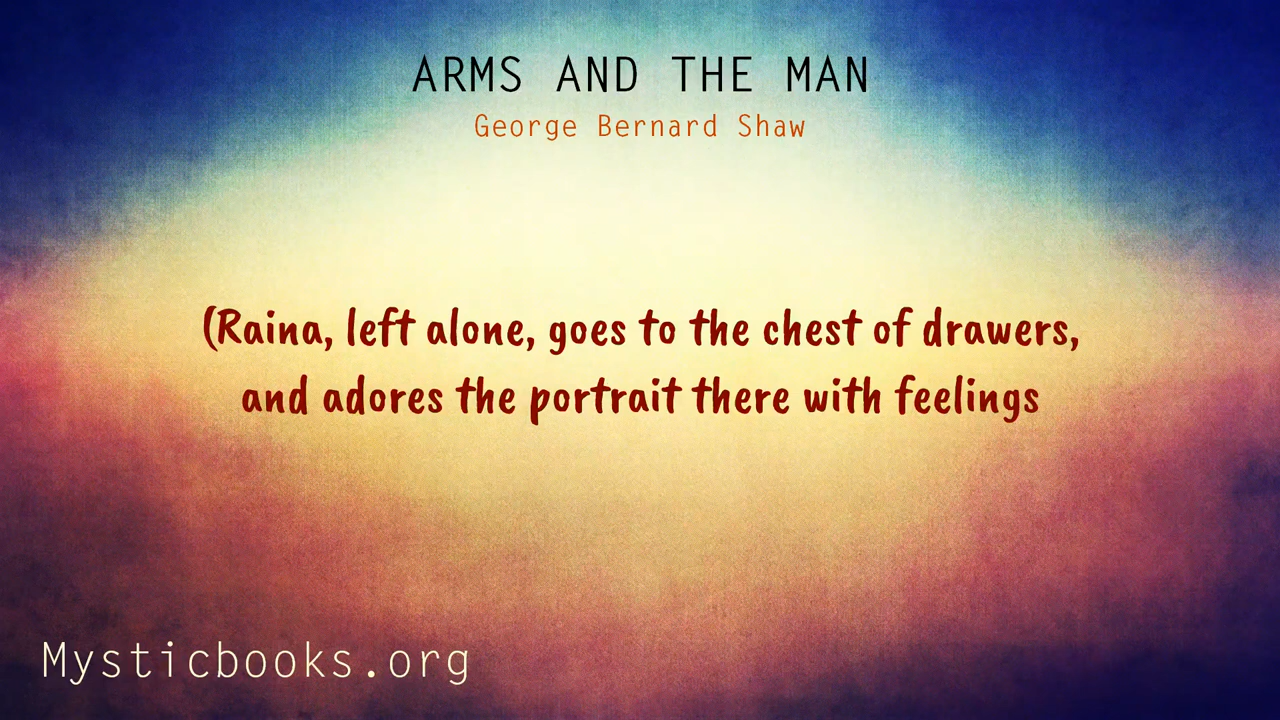 ARMS AND THE MAN
George Bernard Shaw
(Raina, left alone, goes to the chest of drawers,
and adores the portrait there with feelings
Mysticbooks.org